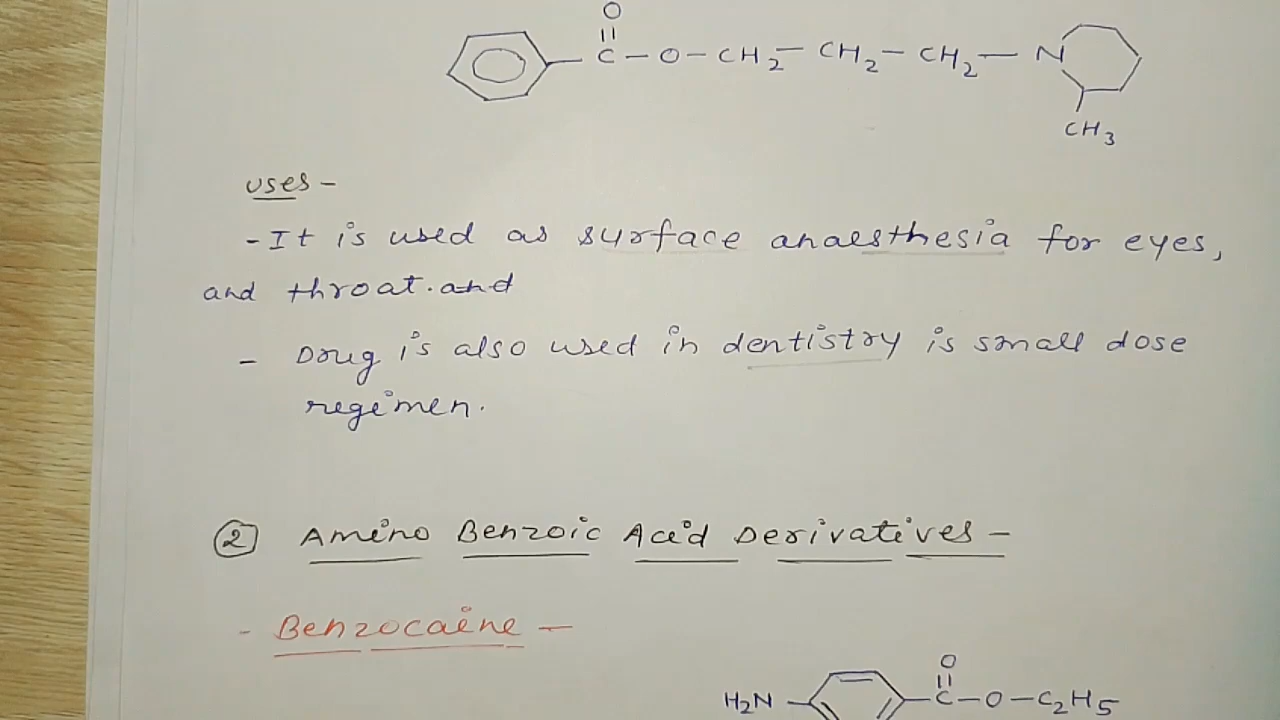 O
||
C – O – CH2 – CH2 – CH2 – N
CH3
uses –
- It is used as surface anaesthesia for eyes,
and throat. and
- Drug is also used in dentistry is small dose
regimen.
② Amino Benzoic Acid Derivatives –
- Benzocaine –
O
||
H2N – C – O – C2H5